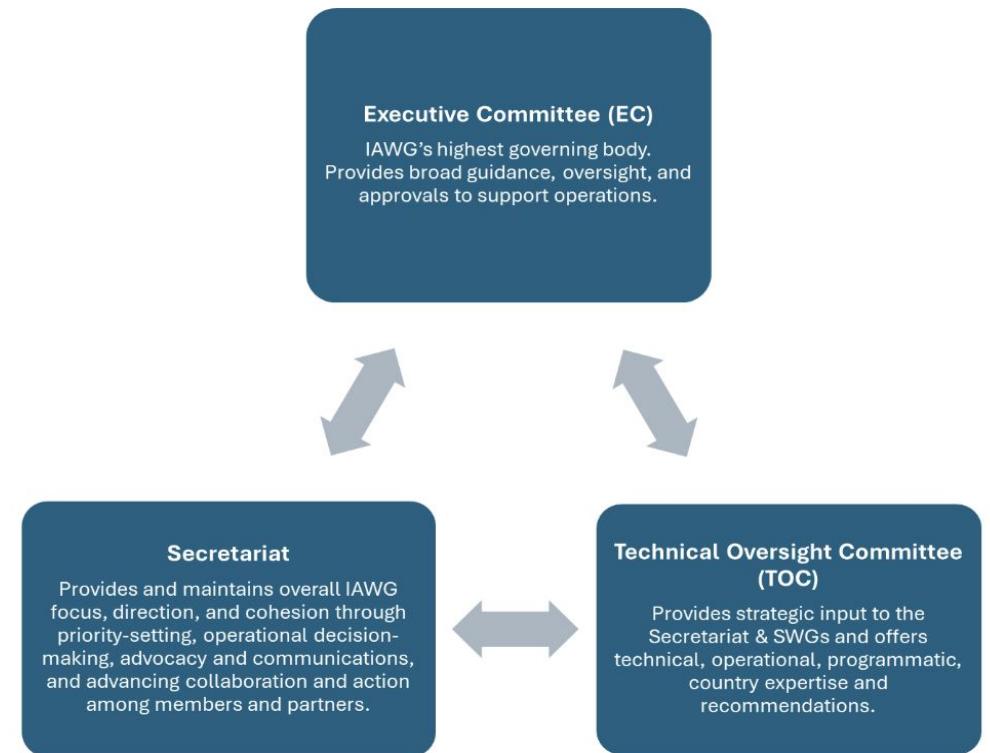 Executive Committee (EC)
IAWG's highest governing body.
Provides broad guidance, oversight, and
approvals to support operations.
Secretariat
Provides and maintains overall IAWG
focus, direction, and cohesion through
priority-setting, operational decision-
making, advocacy and communications,
and advancing collaboration and action
among members and partners.
Technical Oversight Committee
(TOC)
Provides strategic input to the
Secretariat & SWGs and offers
technical, operational, programmatic,
country expertise and
recommendations.